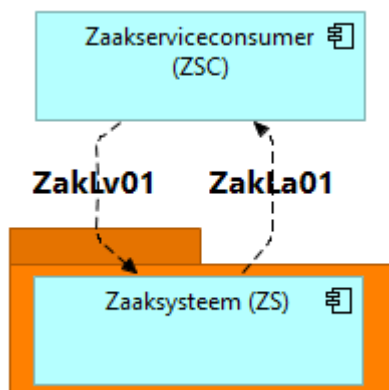 Zaakserviceconsumer
(ZSC)
ZakLv01
ZakLa01
Zaaksysteem (ZS)